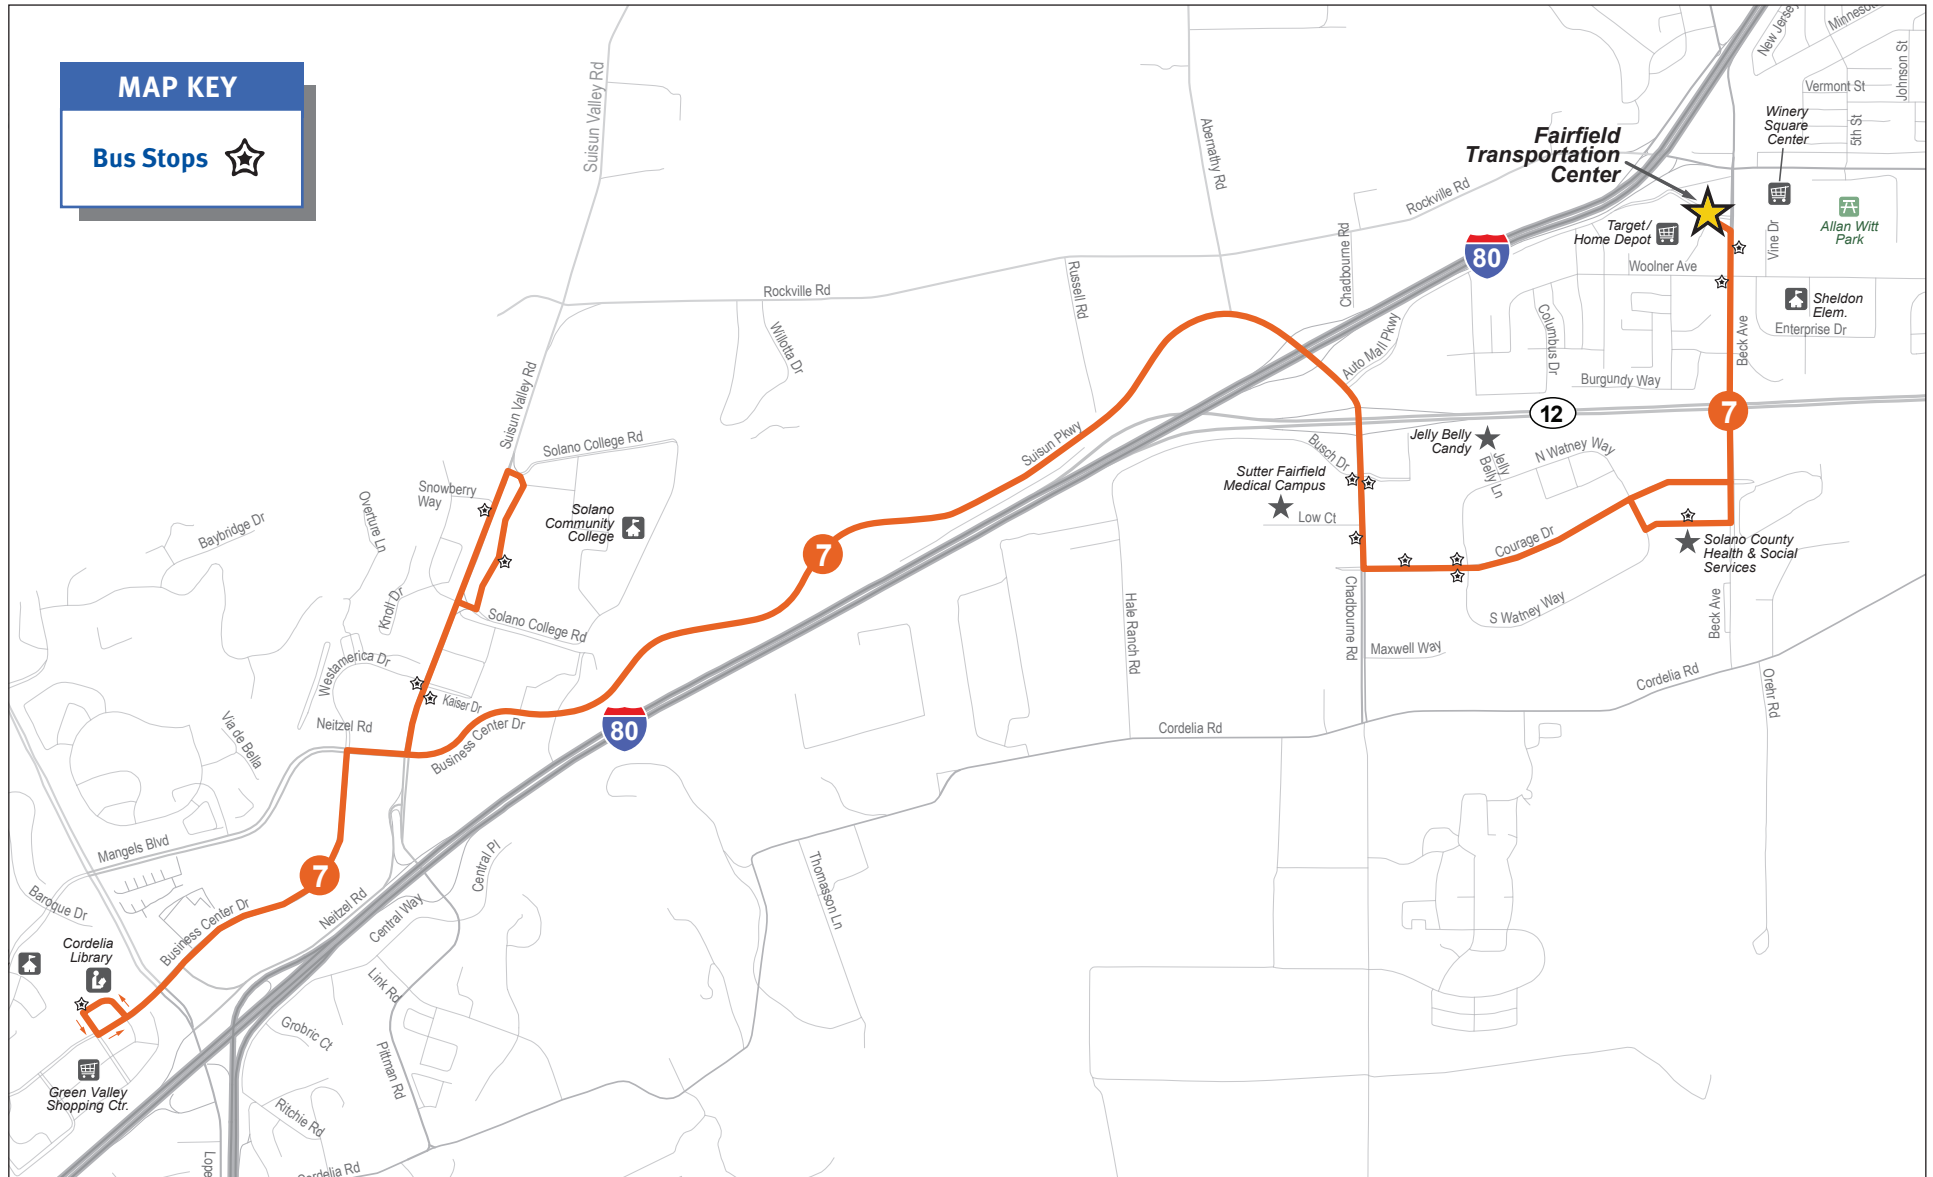 MAP KEY
Bus Stops
Suisun Valley Rd
Abernathy Rd
Rockville Rd
Chadbourne Rd
Fairfield
Transportation
Center
New Jersey
Vermont St
Johnson St
5th St
Winery
Square
Center
Target/
Home Depot
Vine Dr
Allan Witt
Park
80
Woolner Ave
Sheldon
Elem.
Enterprise Dr
Beck Ave
Columbus Dr
Burgundy Way
Auto Mall Pkwy
Rockville Rd
Russell Rd
Willotta Dr
Suisun Valley Rd
12
7
Jelly Belly
Candy
Jelly
Belly Ln
N Watney Way
Busch Dr
Sutter Fairfield
Medical Campus
Low Ct
Suisun Pkwy
Solano College Rd
Snowberry
Way
Solano
Community
College
Overture Ln
Baybridge Dr
Knoll Dr
7
Courage Dr
Solano County
Health & Social
Services
S Watney Way
Beck Ave
Chadbourne Rd
Hale Ranch Rd
Maxwell Way
Cordelia Rd
Orehr Rd
Solano College Rd
Westamerica Dr
Kaiser Dr
Neitzel Rd
Business Center Dr
80
Cordelia Rd
Via de Bella
Mangels Blvd
Baroque Dr
7
Neitzel Rd
Central Pl
Central Way
Business Center Dr
Thomasson Ln
Cordelia
Library
Link Rd
Grobric Ct
Pittman Rd
Green Valley
Shopping Ctr.
Ritchie Rd
Cordelia Rd